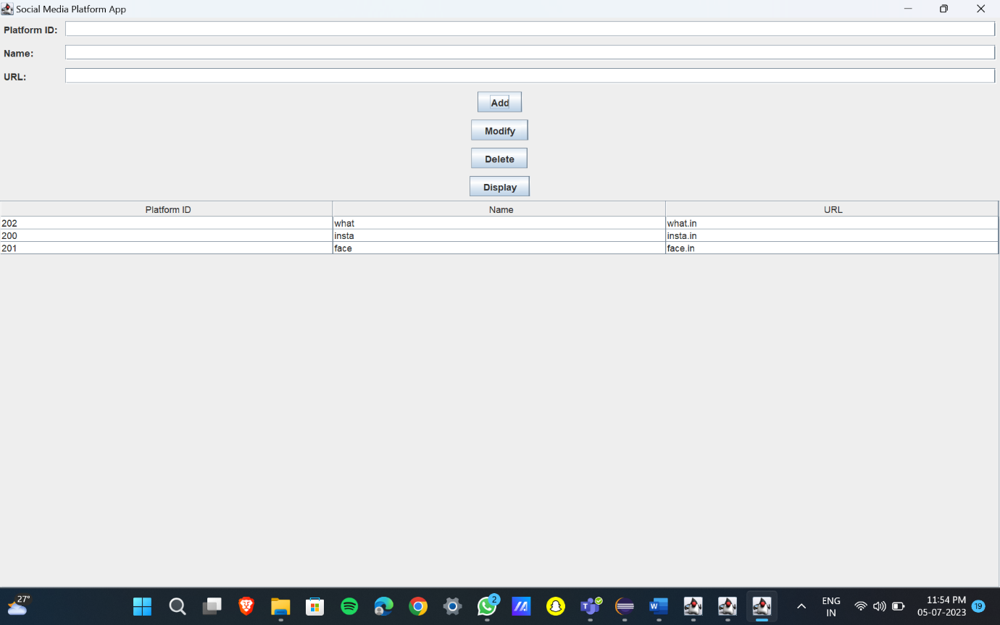 Social Media Platform App
Platform ID:
Name:
URL:
Add
Modify
Delete
Display
Platform ID Name URL
202 what what.in
200 insta insta.in
201 face face.in
27°
2
W
ENG
IN
11:54 PM
05-07-2023
19